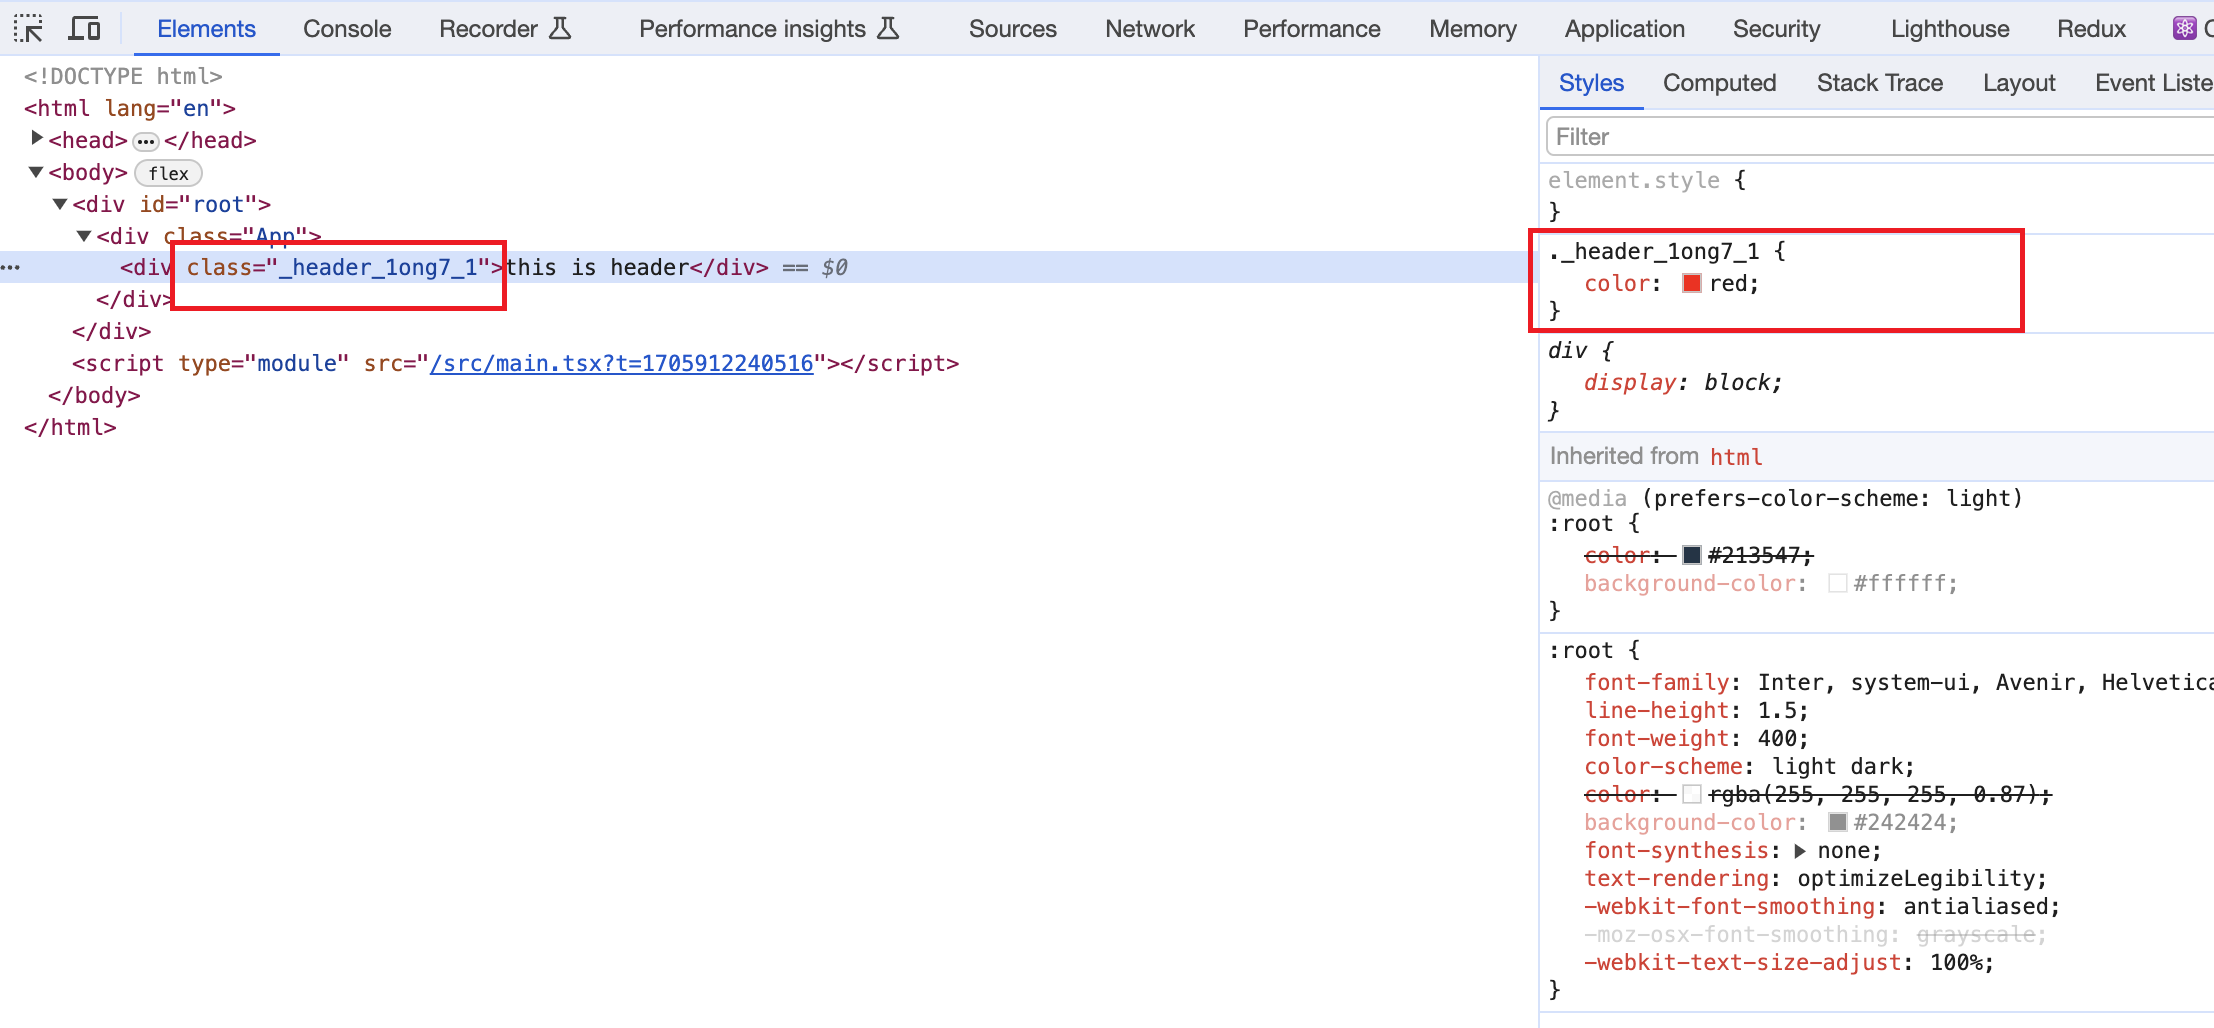 Elements Console Recorder Performance insights Sources Network Performance Memory Application Security Lighthouse Redux
<!DOCTYPE html>
<html lang="en">
<head> ••• </head>
<body> flex
<div id="root">
<div class="App">
••• <div class="_header_1ong7_1">this is header</div> == $0
</div>
</div>
<script type="module" src="/src/main.tsx?t=1705912240516"></script>
</body>
</html>
Styles Computed Stack Trace Layout Event Liste
Filter
element.style {
}
._header_1ong7_1 {
color: red;
}
div {
display: block;
}
Inherited from html
@media (prefers-color-scheme: light)
:root {
color: #213547;
background-color: #ffffff;
}
:root {
font-family: Inter, system-ui, Avenir, Helvetica
line-height: 1.5;
font-weight: 400;
color-scheme: light dark;
color: rgba(255, 255, 255, 0.87);
background-color: #242424;
font-synthesis: none;
text-rendering: optimizeLegibility;
-webkit-font-smoothing: antialiased;
-moz-osx-font-smoothing: grayscale;
-webkit-text-size-adjust: 100%;
}